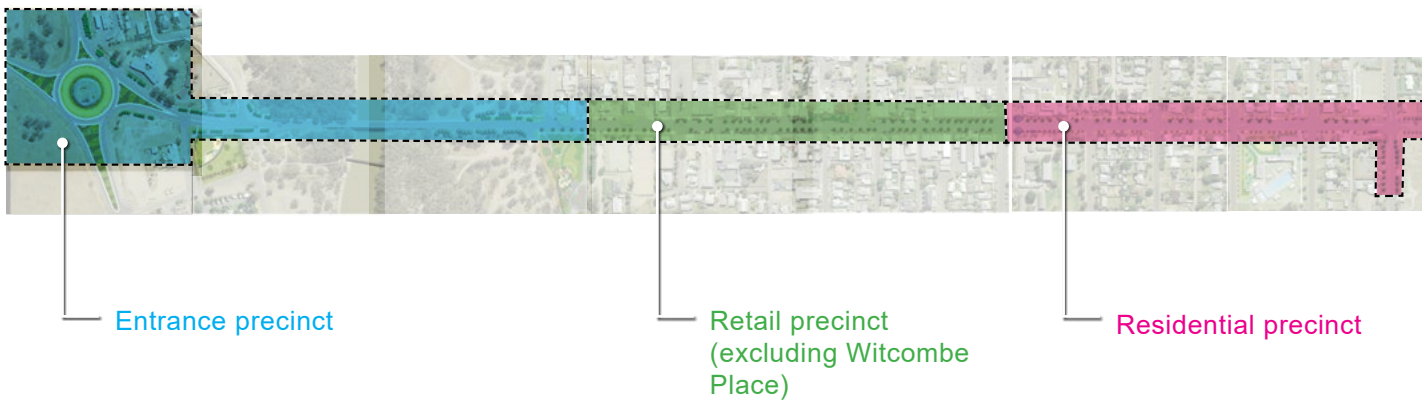 Entrance precinct
Retail precinct
(excluding Witcombe
Place)
Residential precinct